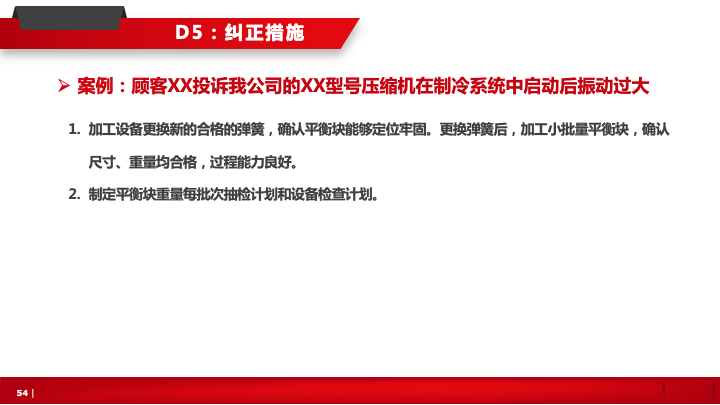 D5：纠正措施
➢ 案例：顾客XX投诉我公司的XX型号压缩机在制冷系统中启动后振动过大
1. 加工设备更换新的合格的弹簧，确认平衡块能够定位牢固。更换弹簧后，加工小批量平衡块，确认
尺寸、重量均合格，过程能力良好。
2. 制定平衡块重量每批次抽检计划和设备检查计划。
54 |